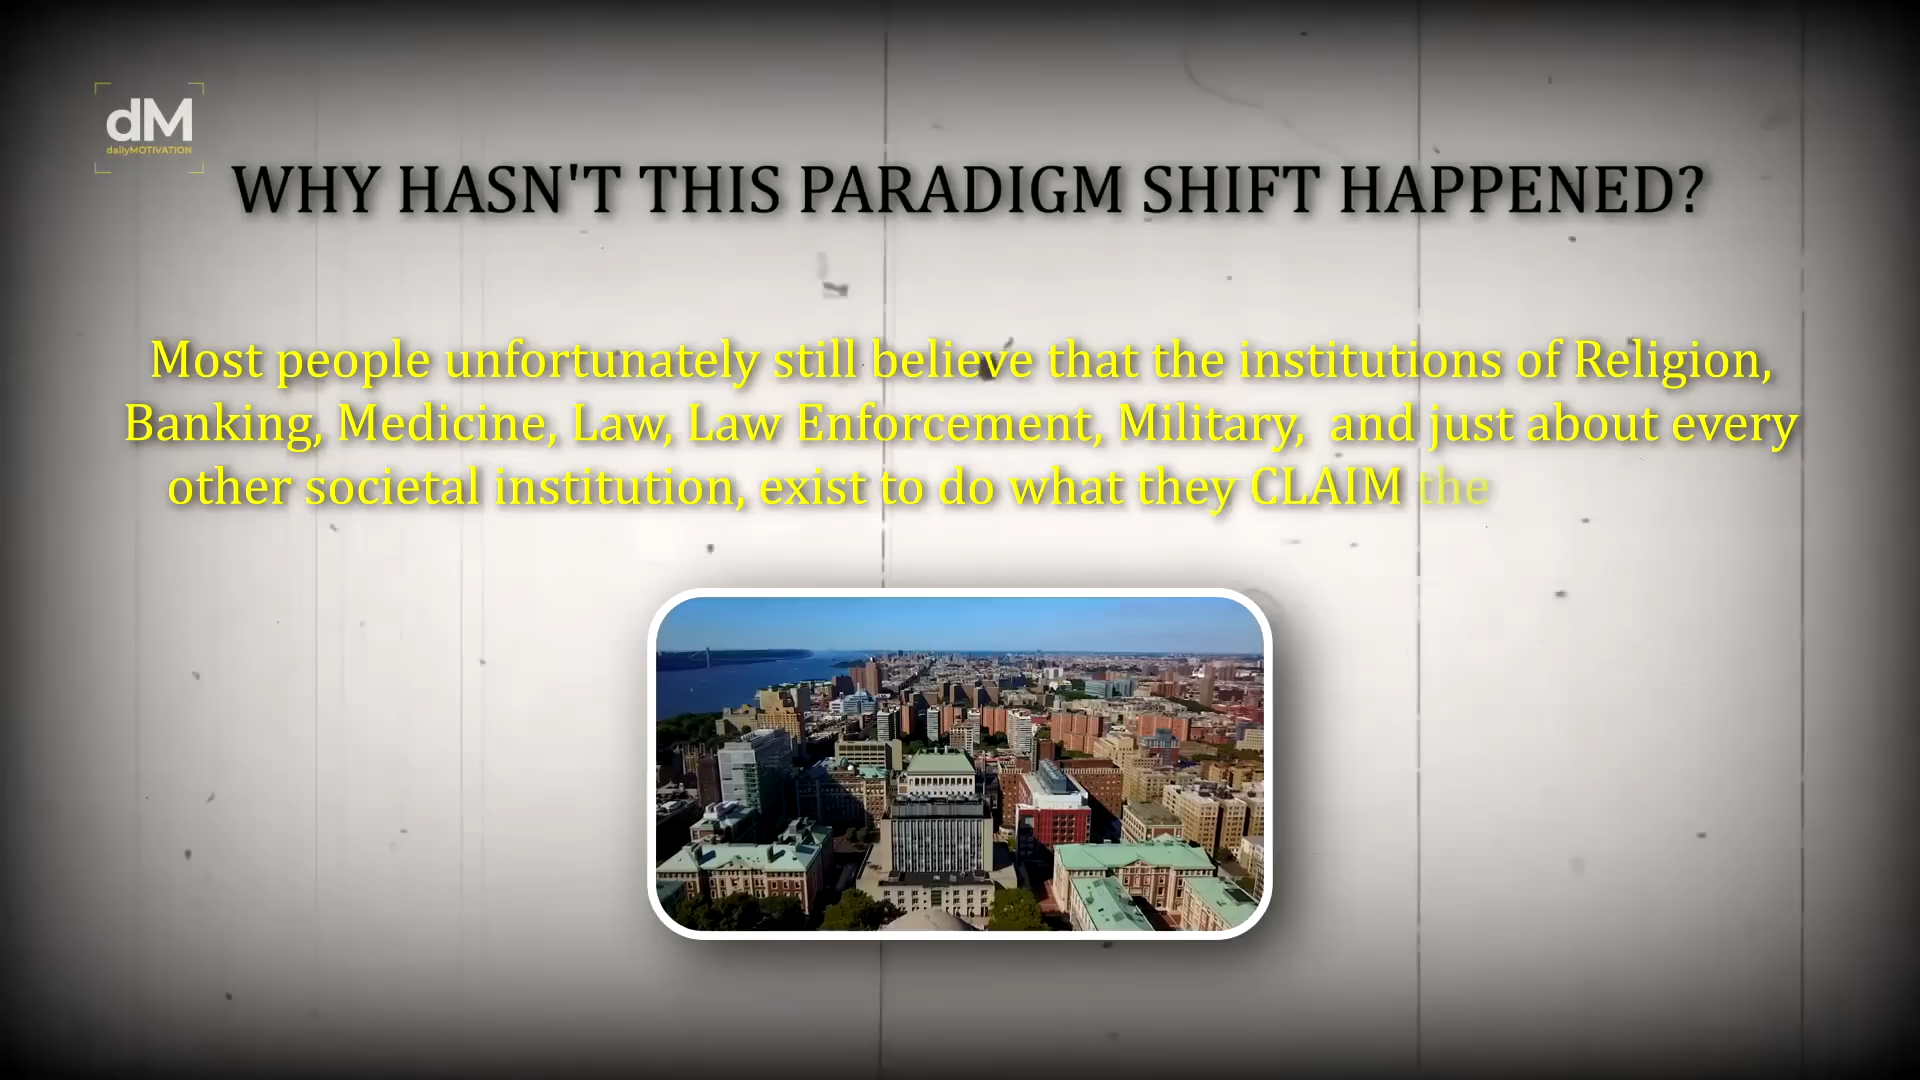 dM
dailyMOTIVATION
WHY HASN'T THIS PARADIGM SHIFT HAPPENED?
Most people unfortunately still believe that the institutions of Religion,
Banking, Medicine, Law, Law Enforcement, Military, and just about every
other societal institution, exist to do what they CLAIM the